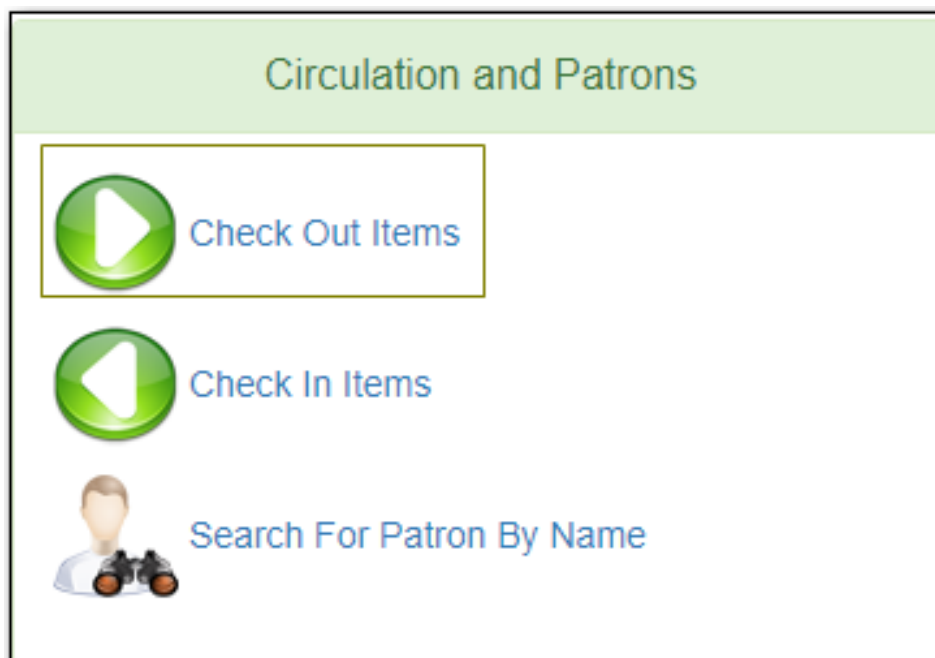 Circulation and Patrons
Check Out Items
Check In Items
Search For Patron By Name